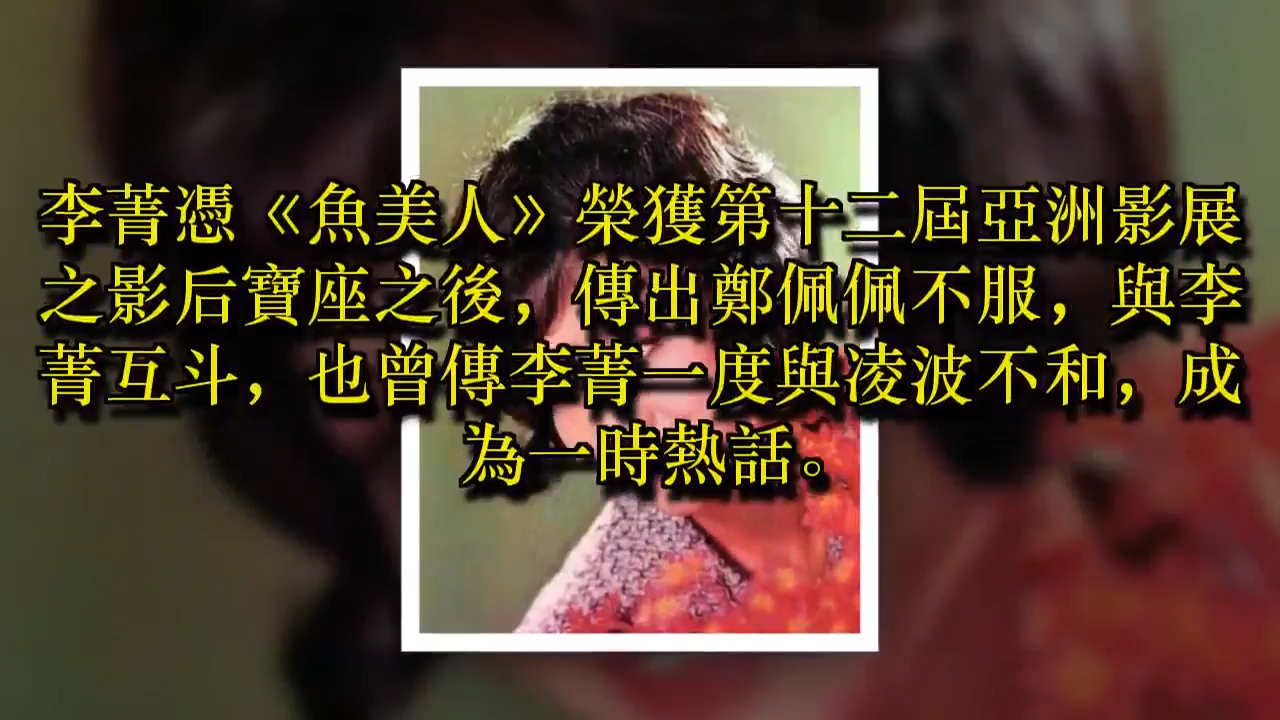 李菁憑《魚美人》榮獲第十二屆亞洲影展
之影后寶座之後，傳出鄭佩佩不服，與李
菁互斗，也曾傳李菁一度與凌波不和，成
為一時熱話。